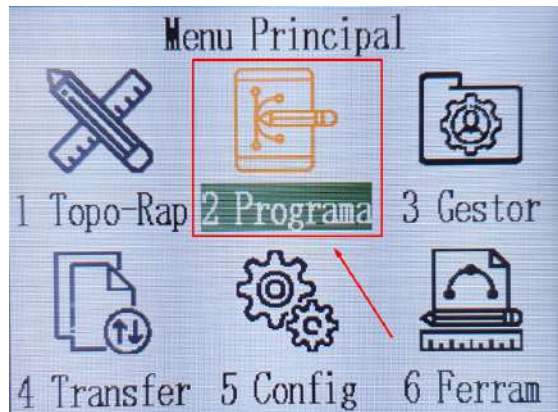 Menu Principal
1 Topo-Rap 2 Programa 3 Gestor
4 Transfer 5 Config 6 Ferram